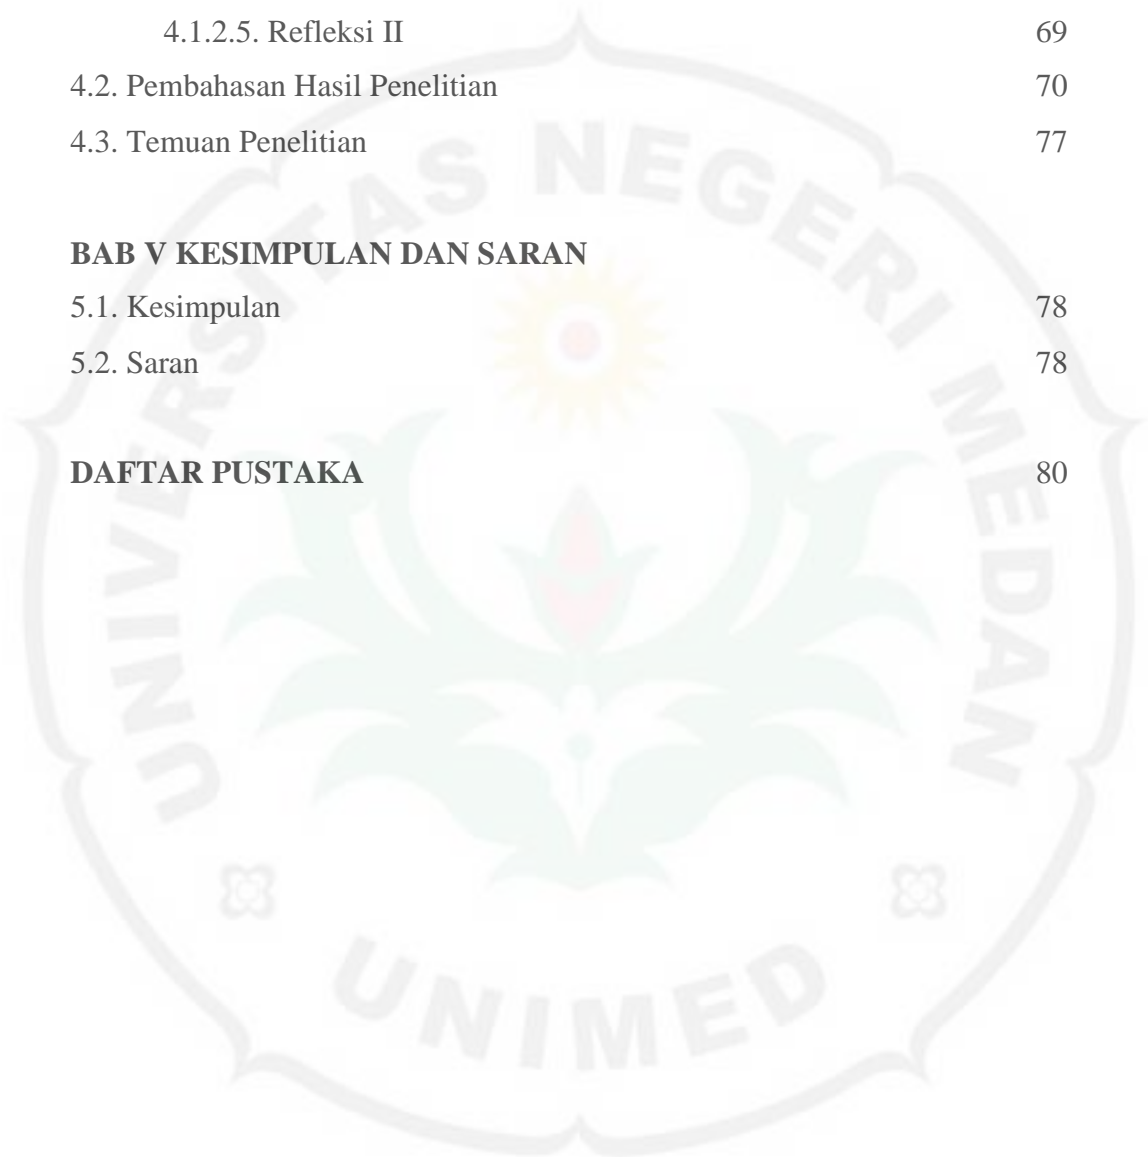 4.1.2.5. Refleksi II 69
4.2. Pembahasan Hasil Penelitian 70
4.3. Temuan Penelitian 77
BAB V KESIMPULAN DAN SARAN
5.1. Kesimpulan 78
5.2. Saran 78
DAFTAR PUSTAKA 80
UNIVERSITAS NEGERI MEDAN
UNIMED